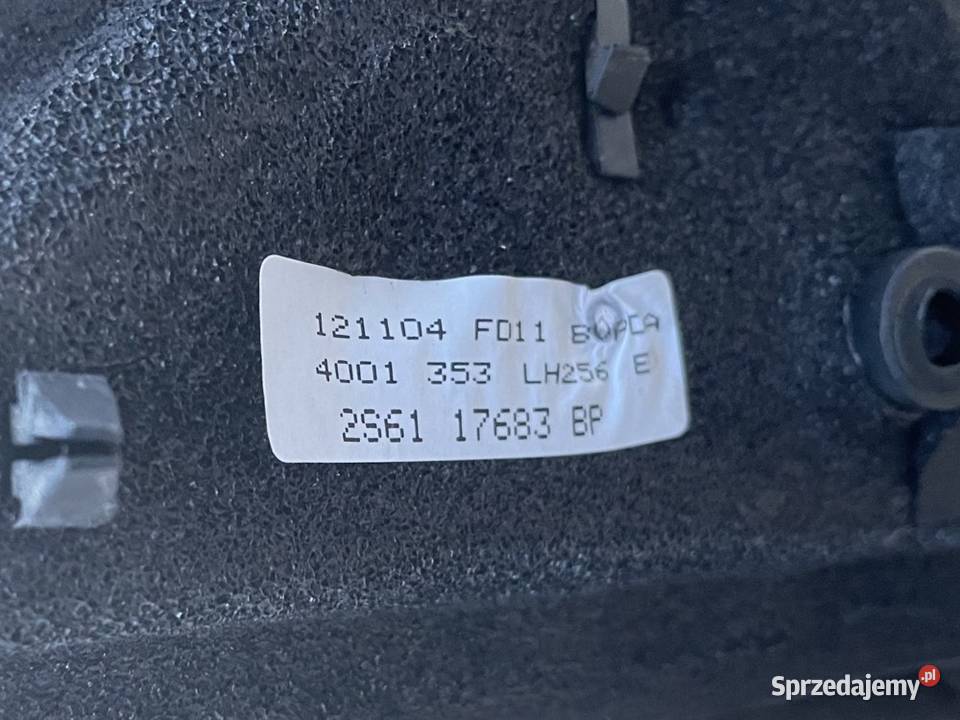 121104 FD11
4001 353 LH256 E
2S61 17683 BP
Sprzedajemy.pl